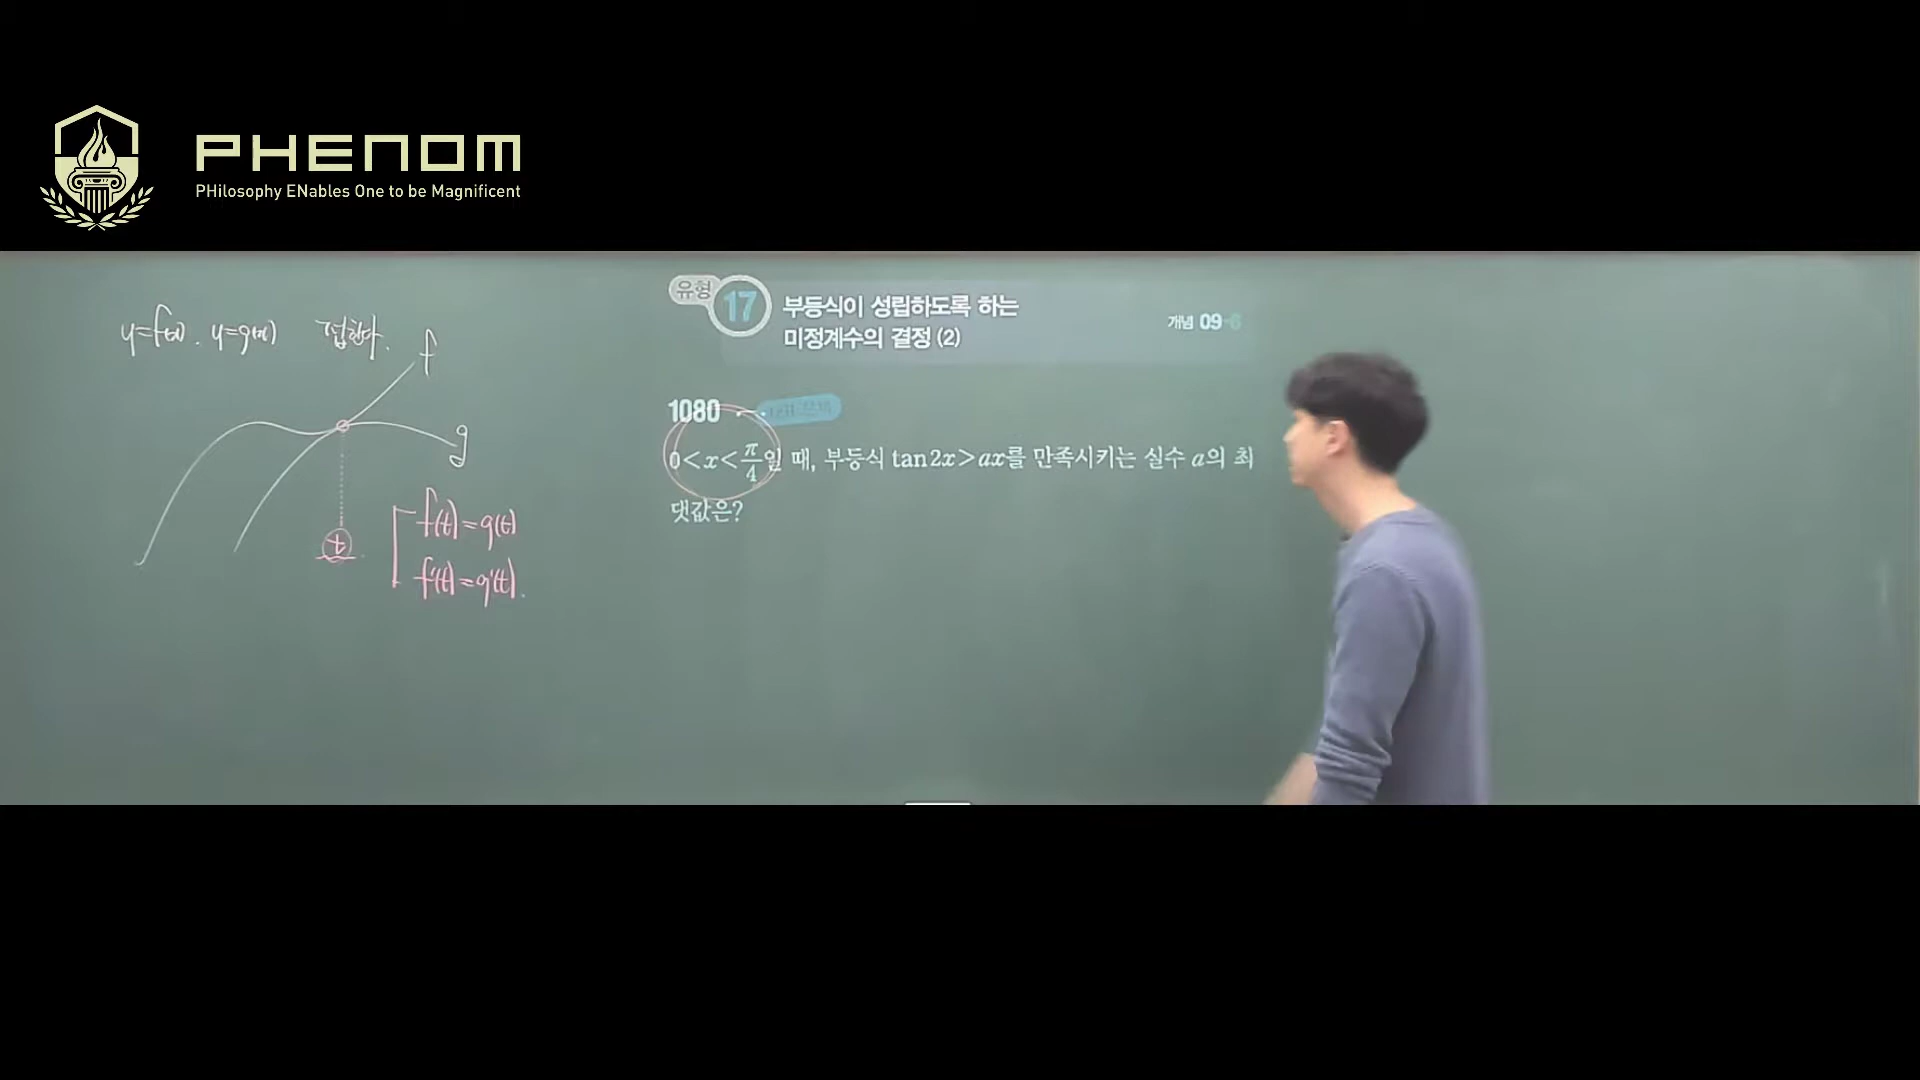 PHENOM
PHilosophy ENables One to be Magnificent
y=f(x), y=g(x) 접한다.
f
g
t
f(t)=g(t)
f'(t)=g'(t).
유형 17 부등식이 성립하도록 하는
미정계수의 결정 (2)
개념 09-6
1080
0<x<π/4일 때, 부등식 tan2x>ax를 만족시키는 실수 a의 최
댓값은?